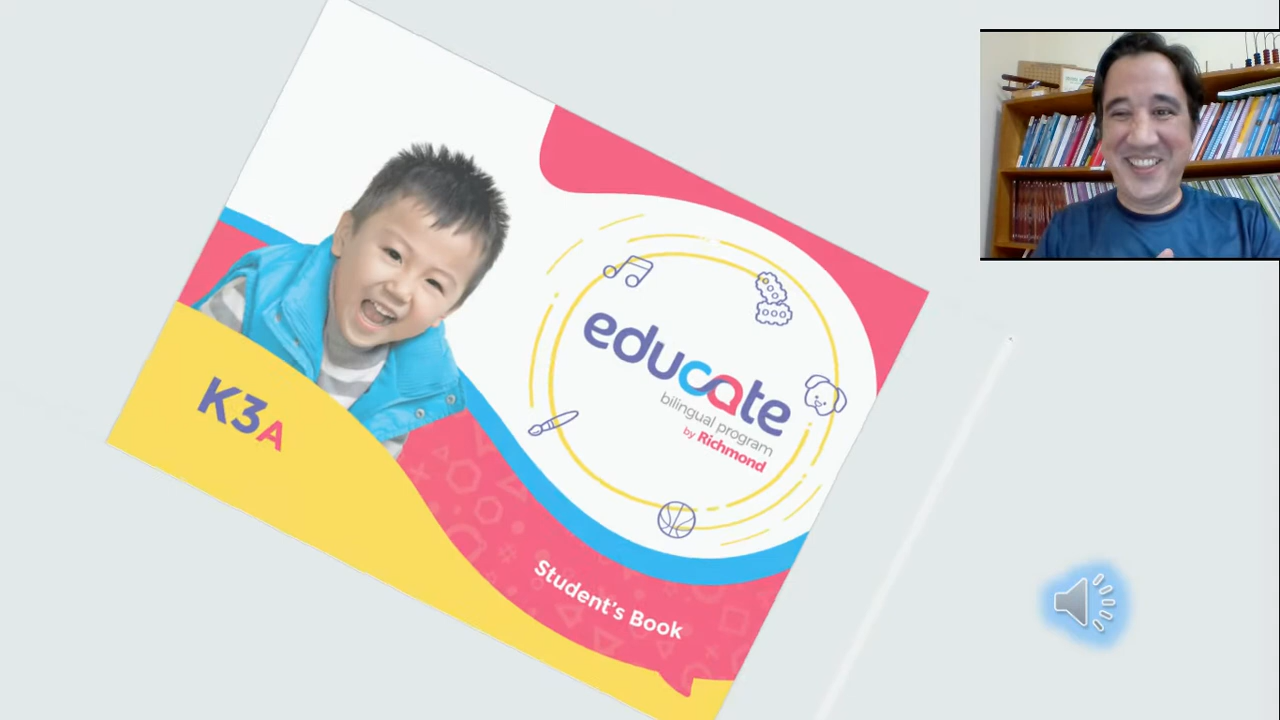 educate
bilingual program
by Richmond
K3A
Student's Book